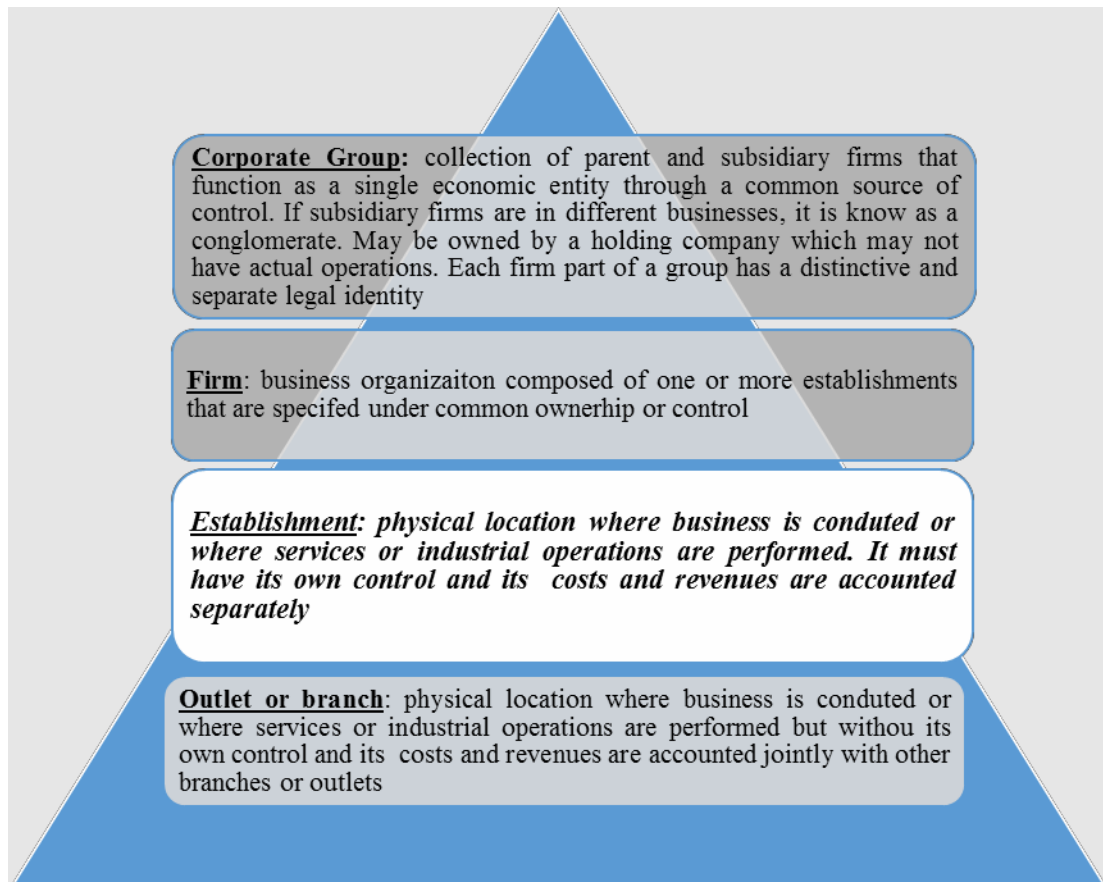 Corporate Group: collection of parent and subsidiary firms that
function as a single economic entity through a common source of
control. If subsidiary firms are in different businesses, it is know as a
conglomerate. May be owned by a holding company which may not
have actual operations. Each firm part of a group has a distinctive and
separate legal identity
Firm: business organizaiton composed of one or more establishments
that are specifed under common ownerhip or control
Establishment: physical location where business is conduted or
where services or industrial operations are performed. It must
have its own control and its costs and revenues are accounted
separately
Outlet or branch: physical location where business is conduted or
where services or industrial operations are performed but withou its
own control and its costs and revenues are accounted jointly with other
branches or outlets